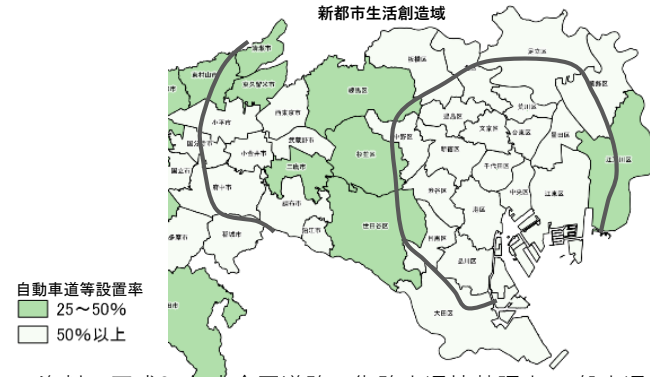 新都市生活創造域
清瀬市
足立区
板橋区
東村山市
東久留米市
葛飾区
練馬区
西東京市
荒川区
豊島区
小平市
文京区
台東区
墨田区
中野区
武蔵野市
国分寺市
新宿区
小金井市
杉並区
江戸川区
千代田区
国立市
三鷹市
渋谷区
中央区
江東区
府中市
調布市
港区
世田谷区
狛江市
目黒区
多摩市
稲城市
品川区
自動車道等設置率
25～50%
大田区
50%以上